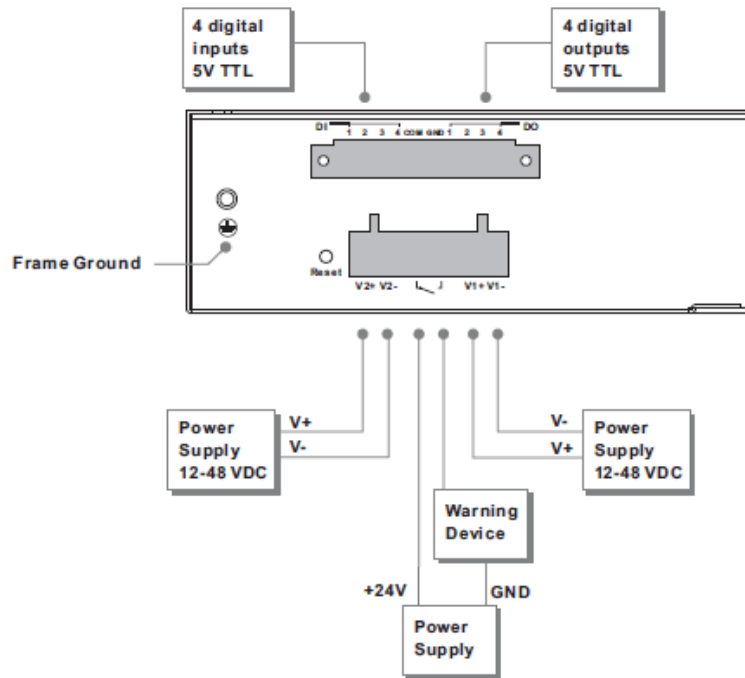 4 digital
inputs
5V TTL
4 digital
outputs
5V TTL
DI 1 2 3 4 COM GND 1 2 3 4 DO
Frame Ground
Reset
V2+ V2- V1+ V1-
Power
Supply
12-48 VDC
V+
V-
V-
V+
Power
Supply
12-48 VDC
Warning
Device
+24V
GND
Power
Supply